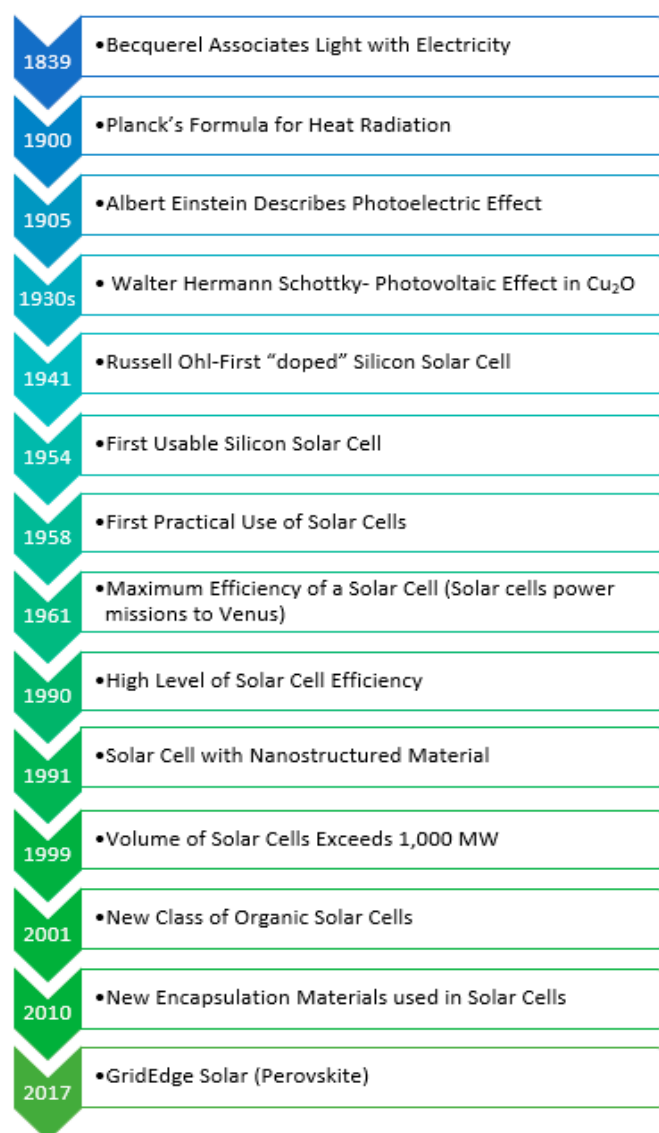 1839
•Becquerel Associates Light with Electricity
1900
•Planck’s Formula for Heat Radiation
1905
•Albert Einstein Describes Photoelectric Effect
1930s
• Walter Hermann Schottky- Photovoltaic Effect in Cu₂O
1941
•Russell Ohl-First “doped” Silicon Solar Cell
1954
•First Usable Silicon Solar Cell
1958
•First Practical Use of Solar Cells
1961
•Maximum Efficiency of a Solar Cell (Solar cells power
missions to Venus)
1990
•High Level of Solar Cell Efficiency
1991
•Solar Cell with Nanostructured Material
1999
•Volume of Solar Cells Exceeds 1,000 MW
2001
•New Class of Organic Solar Cells
2010
•New Encapsulation Materials used in Solar Cells
2017
•GridEdge Solar (Perovskite)